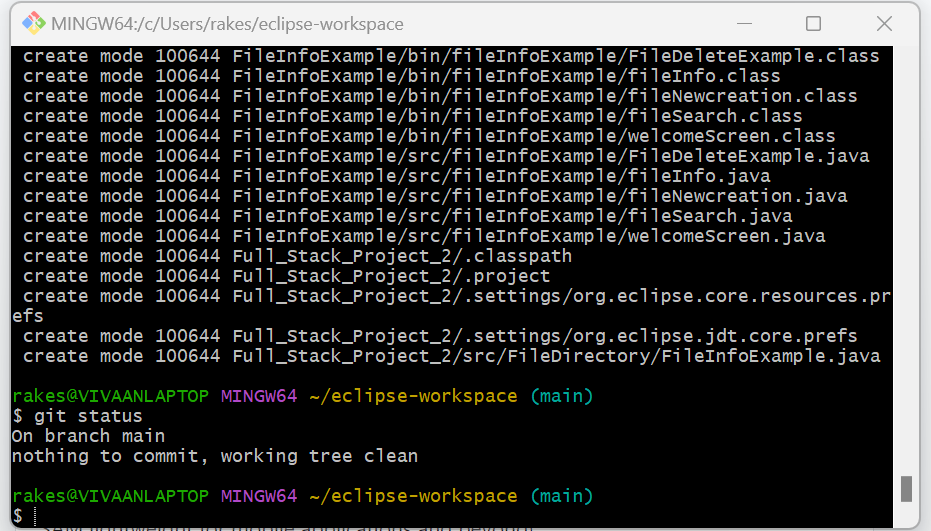 MINGW64:/c/Users/rakes/eclipse-workspace
create mode 100644 FileInfoExample/bin/fileInfoExample/FileDeleteExample.class
create mode 100644 FileInfoExample/bin/fileInfoExample/fileInfo.class
create mode 100644 FileInfoExample/bin/fileInfoExample/fileNewcreation.class
create mode 100644 FileInfoExample/bin/fileInfoExample/fileSearch.class
create mode 100644 FileInfoExample/bin/fileInfoExample/welcomeScreen.class
create mode 100644 FileInfoExample/src/fileInfoExample/FileDeleteExample.java
create mode 100644 FileInfoExample/src/fileInfoExample/fileInfo.java
create mode 100644 FileInfoExample/src/fileInfoExample/fileNewcreation.java
create mode 100644 FileInfoExample/src/fileInfoExample/fileSearch.java
create mode 100644 FileInfoExample/src/fileInfoExample/welcomeScreen.java
create mode 100644 Full_Stack_Project_2/.classpath
create mode 100644 Full_Stack_Project_2/.project
create mode 100644 Full_Stack_Project_2/.settings/org.eclipse.core.resources.pr
efs
create mode 100644 Full_Stack_Project_2/.settings/org.eclipse.jdt.core.prefs
create mode 100644 Full_Stack_Project_2/src/FileDirectory/FileInfoExample.java
rakes@VIVAANLAPTOP MINGW64 ~/eclipse-workspace (main)
$ git status
On branch main
nothing to commit, working tree clean
rakes@VIVAANLAPTOP MINGW64 ~/eclipse-workspace (main)
$